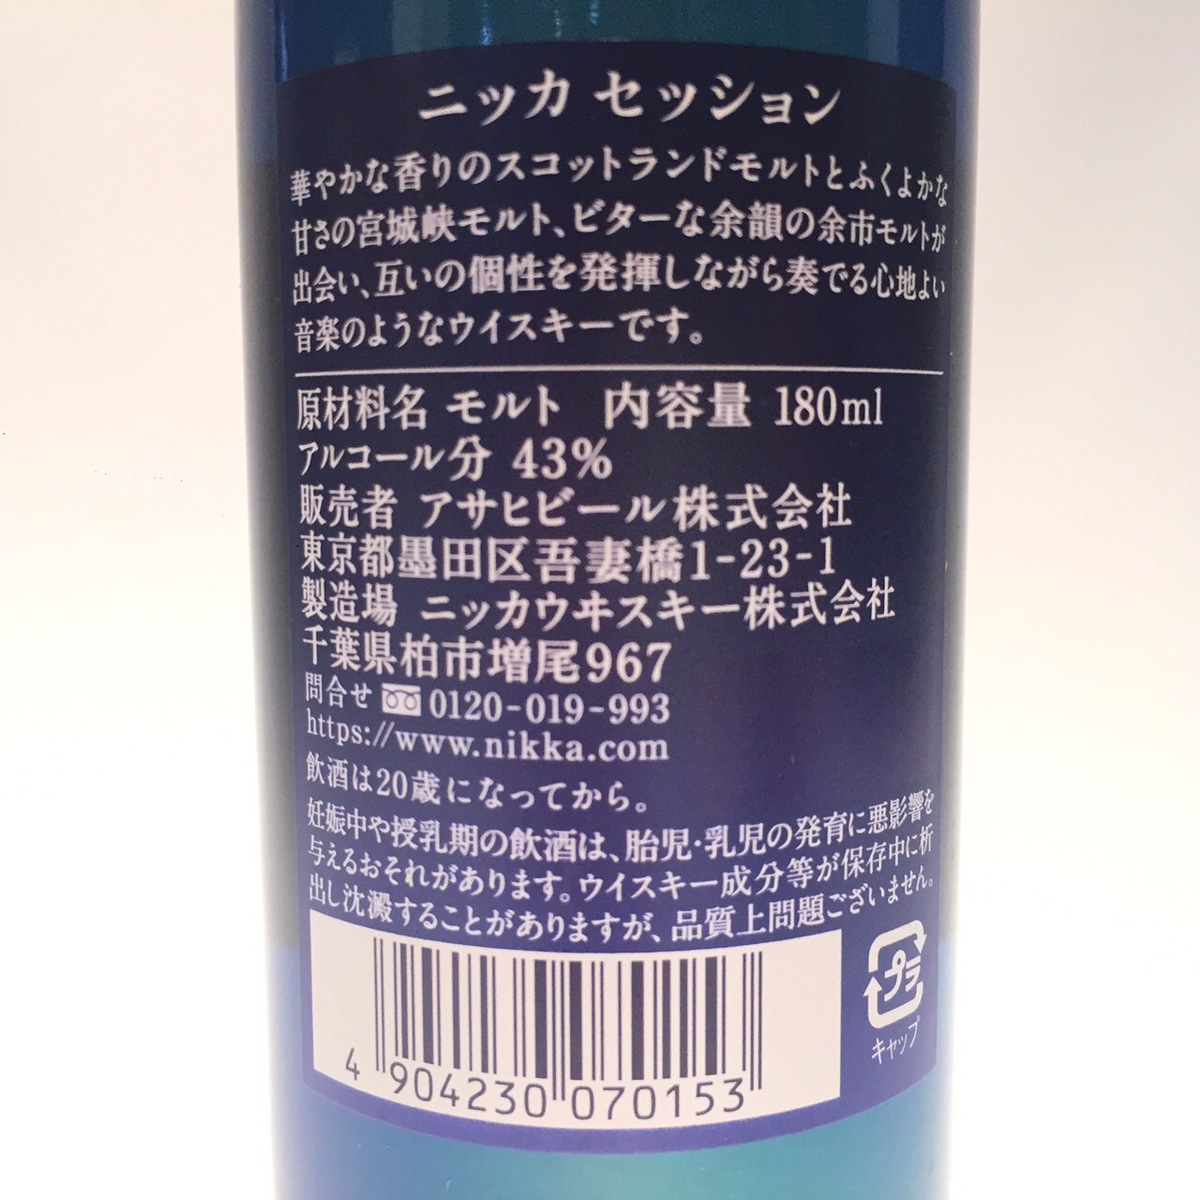 ニッカ セッション
華やかな香りのスコットランドモルトとふくよかな
甘さの宮城峡モルト、ビターな余韻の余市モルトが
出会い、互いの個性を発揮しながら奏でる心地よい
音楽のようなウイスキーです。
原材料名 モルト 内容量 180ml
アルコール分 43%
販売者 アサヒビール株式会社
東京都墨田区吾妻橋1-23-1
製造場 ニッカウヰスキー株式会社
千葉県柏市増尾967
問合せ 0120-019-993
https://www.nikka.com
飲酒は20歳になってから。
妊娠中や授乳期の飲酒は、胎児・乳児の発育に悪影響を
与えるおそれがあります。ウイスキー成分等が保存中に析
出し沈澱することがありますが、品質上問題ございません。
プラ
キャップ
4 904230 070153